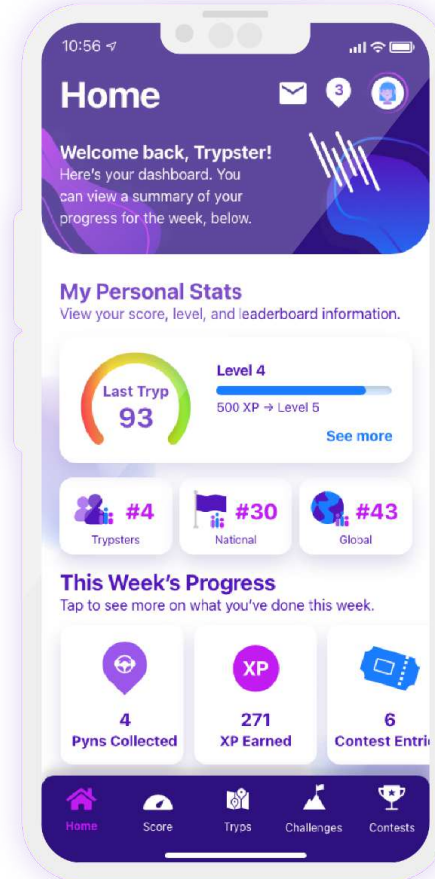 10:56
Home
3
Welcome back, Trypster!
Here's your dashboard. You
can view a summary of your
progress for the week, below.
My Personal Stats
View your score, level, and leaderboard information.
Last Tryp
93
Level 4
500 XP → Level 5
See more
#4
Trypsters
#30
National
#43
Global
This Week's Progress
Tap to see more on what you've done this week.
4
Pyns Collected
XP
271
XP Earned
6
Contest Entri
Home
Score
Tryps
Challenges
Contests